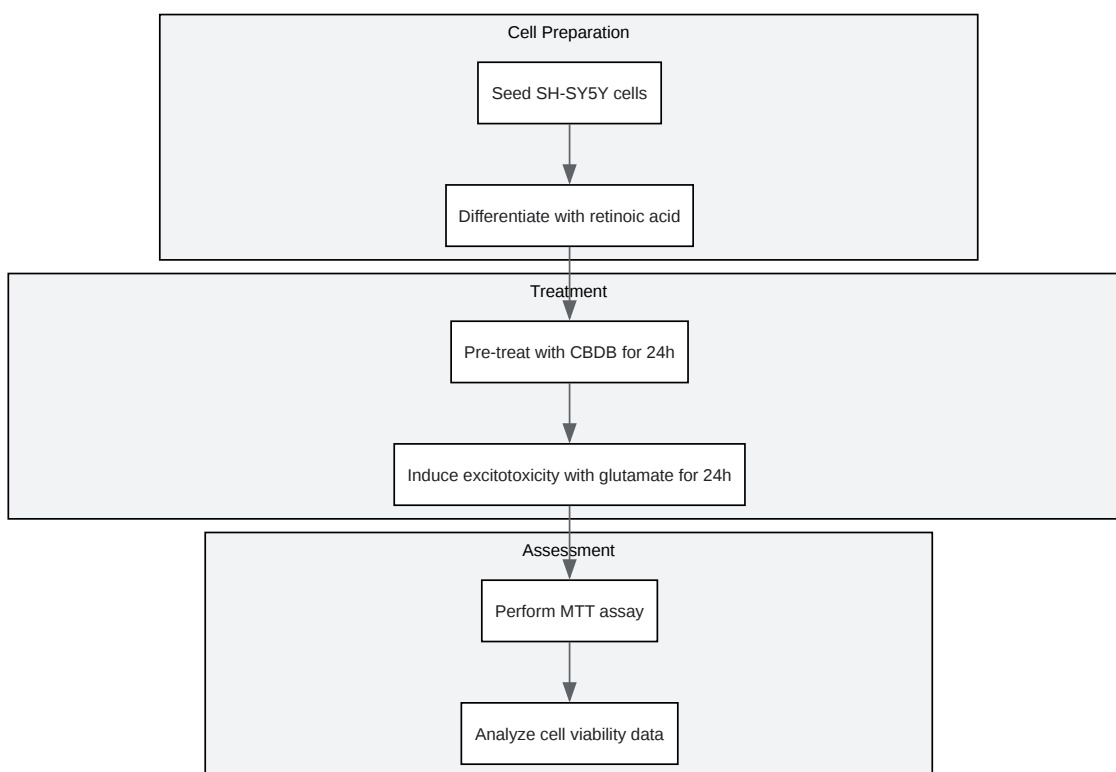 Cell Preparation
Seed SH-SY5Y cells
Differentiate with retinoic acid
Treatment
Pre-treat with CBDB for 24h
Induce excitotoxicity with glutamate for 24h
Assessment
Perform MTT assay
Analyze cell viability data